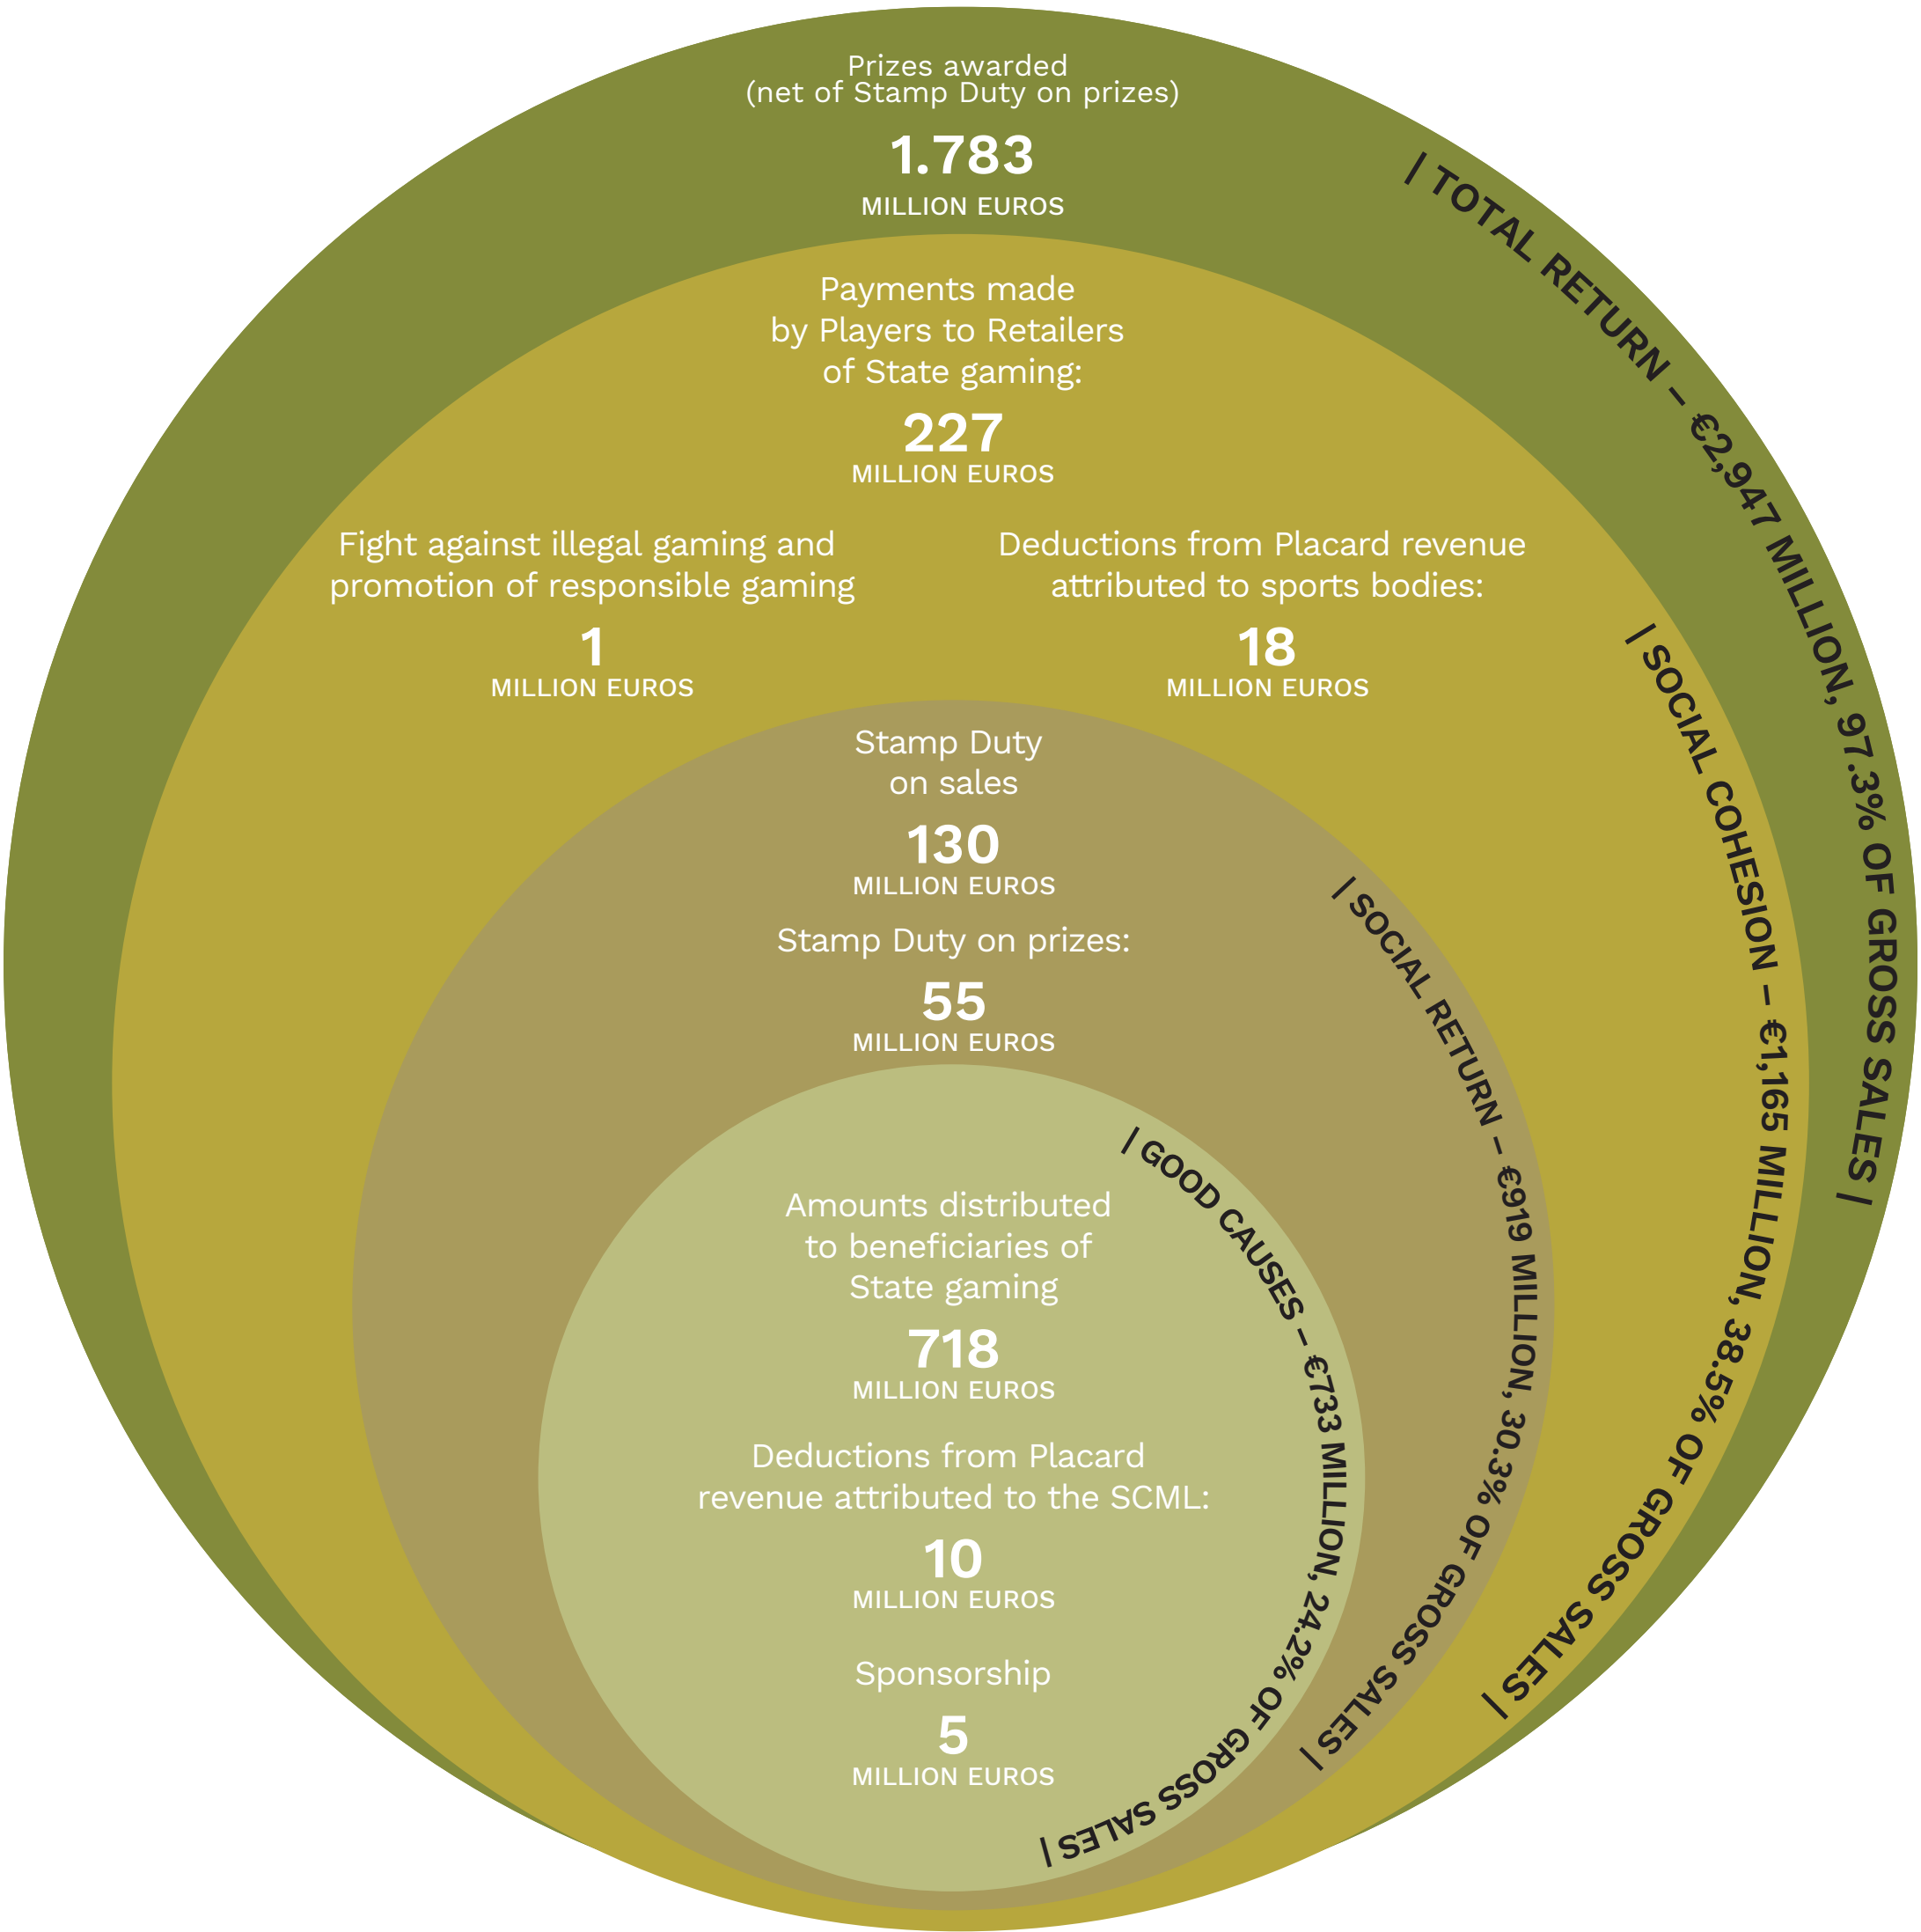 Prizes awarded
(net of Stamp Duty on prizes)
1.783
MILLION EUROS
| TOTAL RETURN – €2,947 MILLION, 97.3% OF GROSS SALES |
Payments made
by Players to Retailers
of State gaming:
227
MILLION EUROS
Fight against illegal gaming and
promotion of responsible gaming
1
MILLION EUROS
Deductions from Placard revenue
attributed to sports bodies:
18
MILLION EUROS
| SOCIAL COHESION – €1,165 MILLION, 38.5% OF GROSS SALES |
Stamp Duty
on sales
130
MILLION EUROS
Stamp Duty on prizes:
55
MILLION EUROS
| SOCIAL RETURN – €919 MILLION, 30.3% OF GROSS SALES |
Amounts distributed
to beneficiaries of
State gaming
718
MILLION EUROS
Deductions from Placard
revenue attributed to the SCML:
10
MILLION EUROS
Sponsorship
5
MILLION EUROS
| GOOD CAUSES – €733 MILLION, 24.2% OF GROSS SALES |